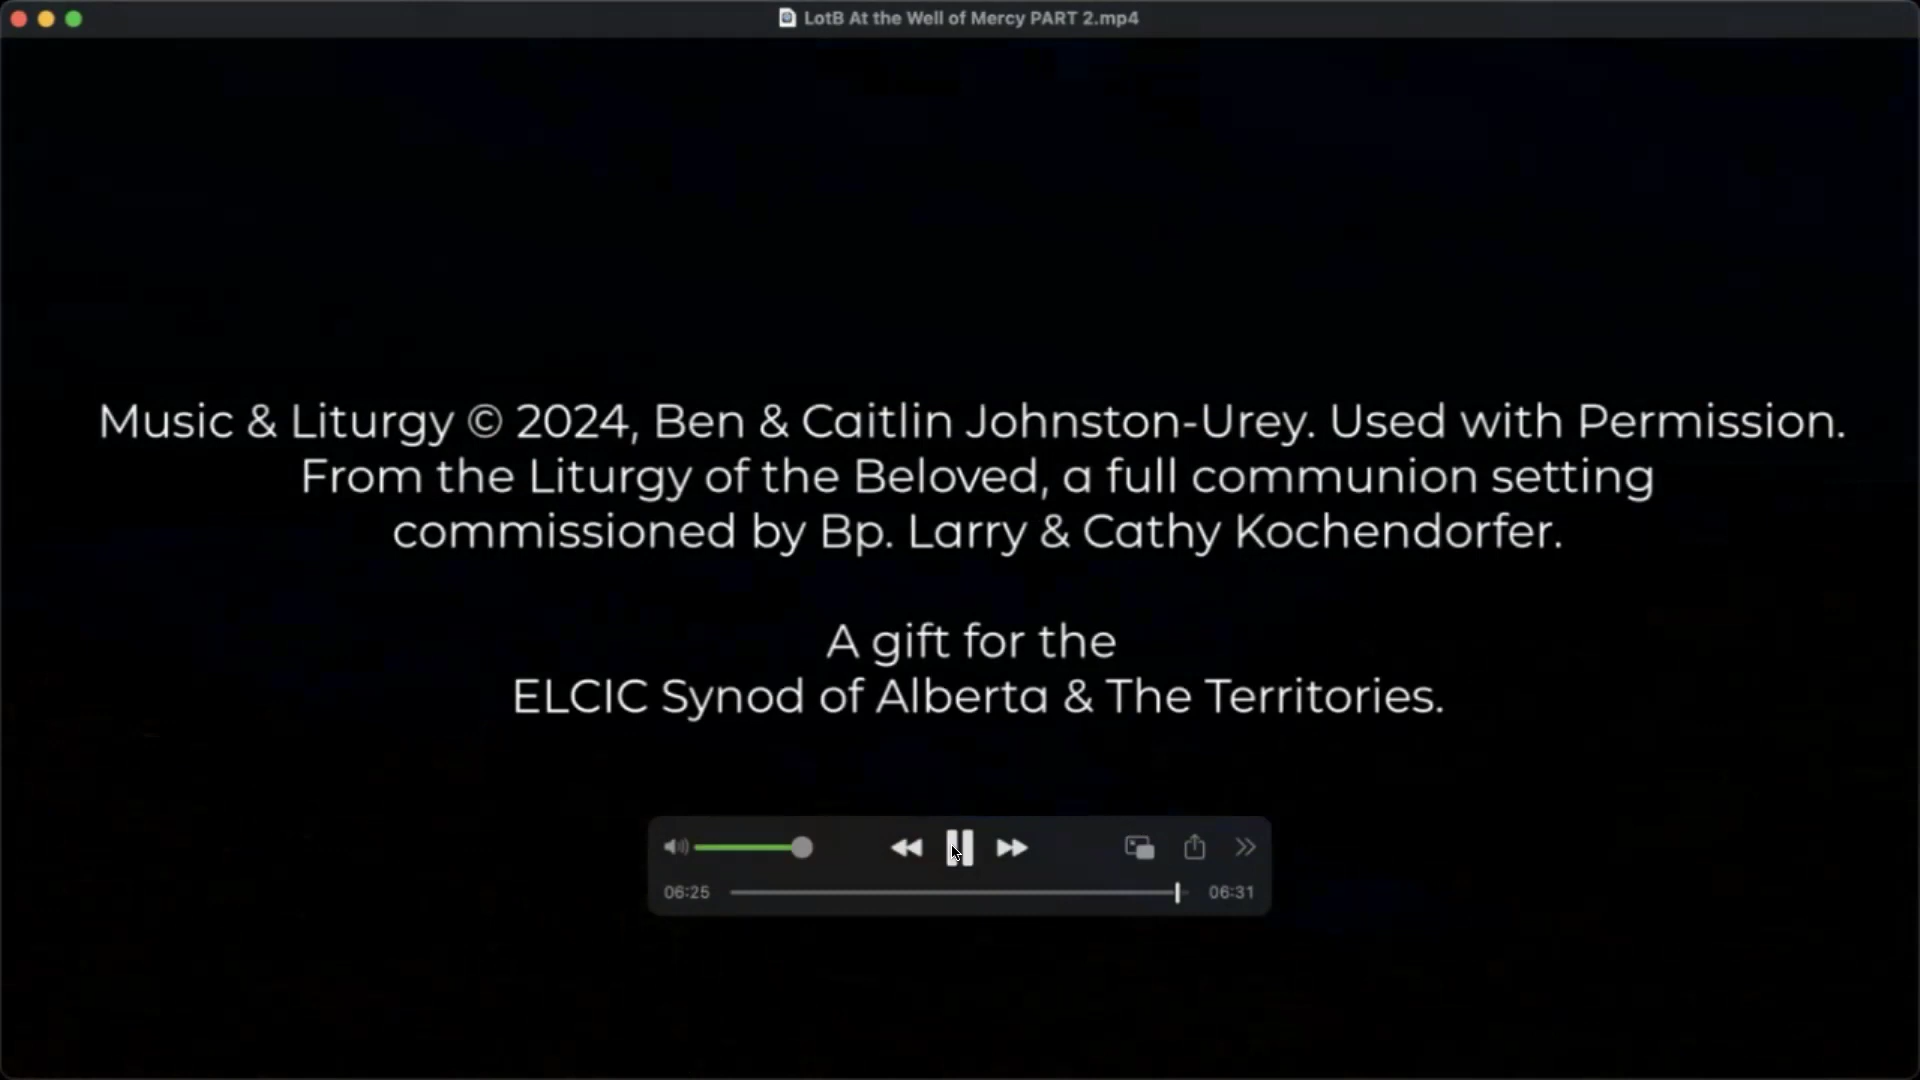 LotB At the Well of Mercy PART 2.mp4
Music & Liturgy © 2024, Ben & Caitlin Johnston-Urey. Used with Permission.
From the Liturgy of the Beloved, a full communion setting
commissioned by Bp. Larry & Cathy Kochendorfer.
A gift for the
ELCIC Synod of Alberta & The Territories.
06:25 06:31